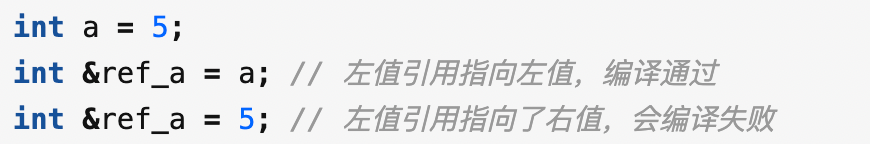 int a = 5;
int &ref_a = a; // 左值引用指向左值，编译通过
int &ref_a = 5; // 左值引用指向了右值，会编译失败